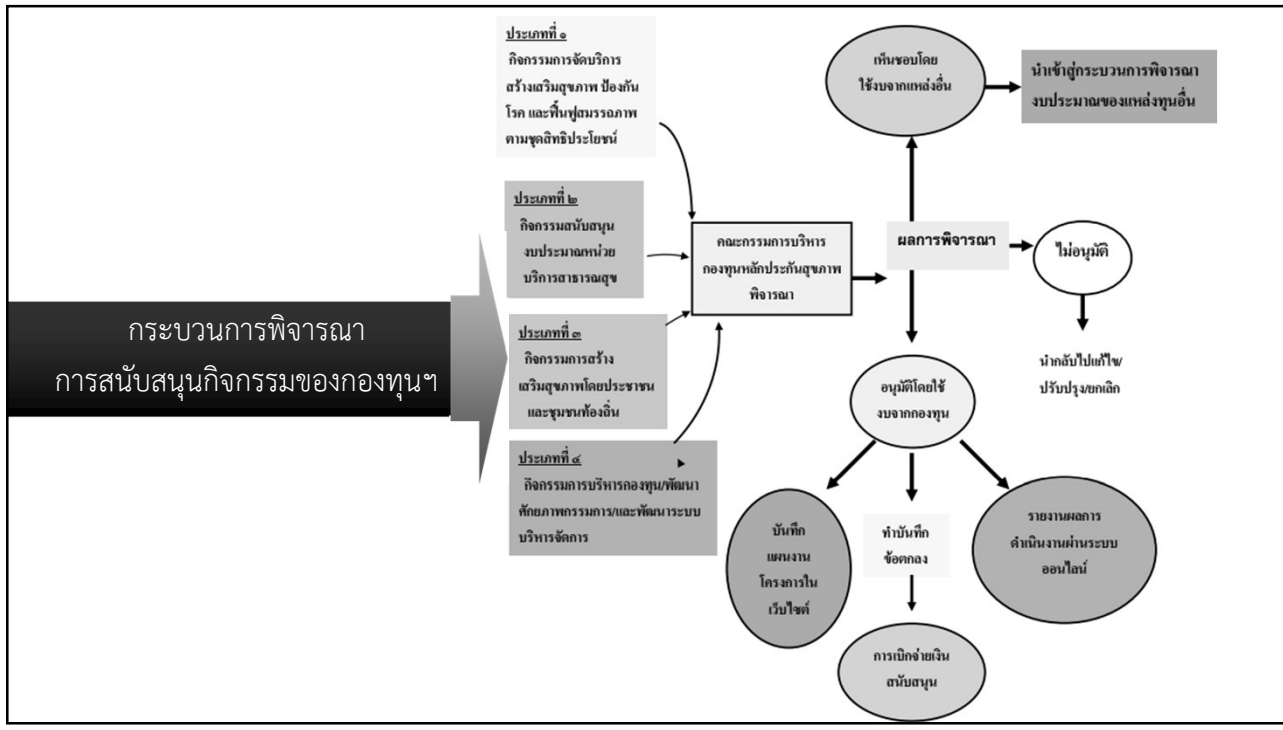 กระบวนการพิจารณา
การสนับสนุนกิจกรรมของกองทุนฯ
ประเภทที่ ๑
กิจกรรมการจัดบริการ
สร้างเสริมสุขภาพ ป้องกัน
โรค และฟื้นฟูสมรรถภาพ
ตามชุดสิทธิประโยชน์
ประเภทที่ ๒
กิจกรรมสนับสนุน
งบประมาณหน่วย
บริการสาธารณสุข
ประเภทที่ ๓
กิจกรรมการสร้าง
เสริมสุขภาพโดยประชาชน
และชุมชนท้องถิ่น
ประเภทที่ ๔
กิจกรรมการบริหารกองทุน/พัฒนา
ศักยภาพกรรมการ/และพัฒนาระบบ
บริหารจัดการ
คณะกรรมการบริหาร
กองทุนหลักประกันสุขภาพ
พิจารณา
ผลการพิจารณา
เห็นชอบโดย
ใช้งบจากแหล่งอื่น
นำเข้าสู่กระบวนการพิจารณา
งบประมาณของแหล่งทุนอื่น
ไม่อนุมัติ
นำกลับไปแก้ไข/
ปรับปรุง/ยกเลิก
อนุมัติโดยใช้
งบจากกองทุน
บันทึก
แผนงาน
โครงการใน
เว็บไซต์
ทำบันทึก
ข้อตกลง
การเบิกจ่ายเงิน
สนับสนุน
รายงานผลการ
ดำเนินงานผ่านระบบ
ออนไลน์